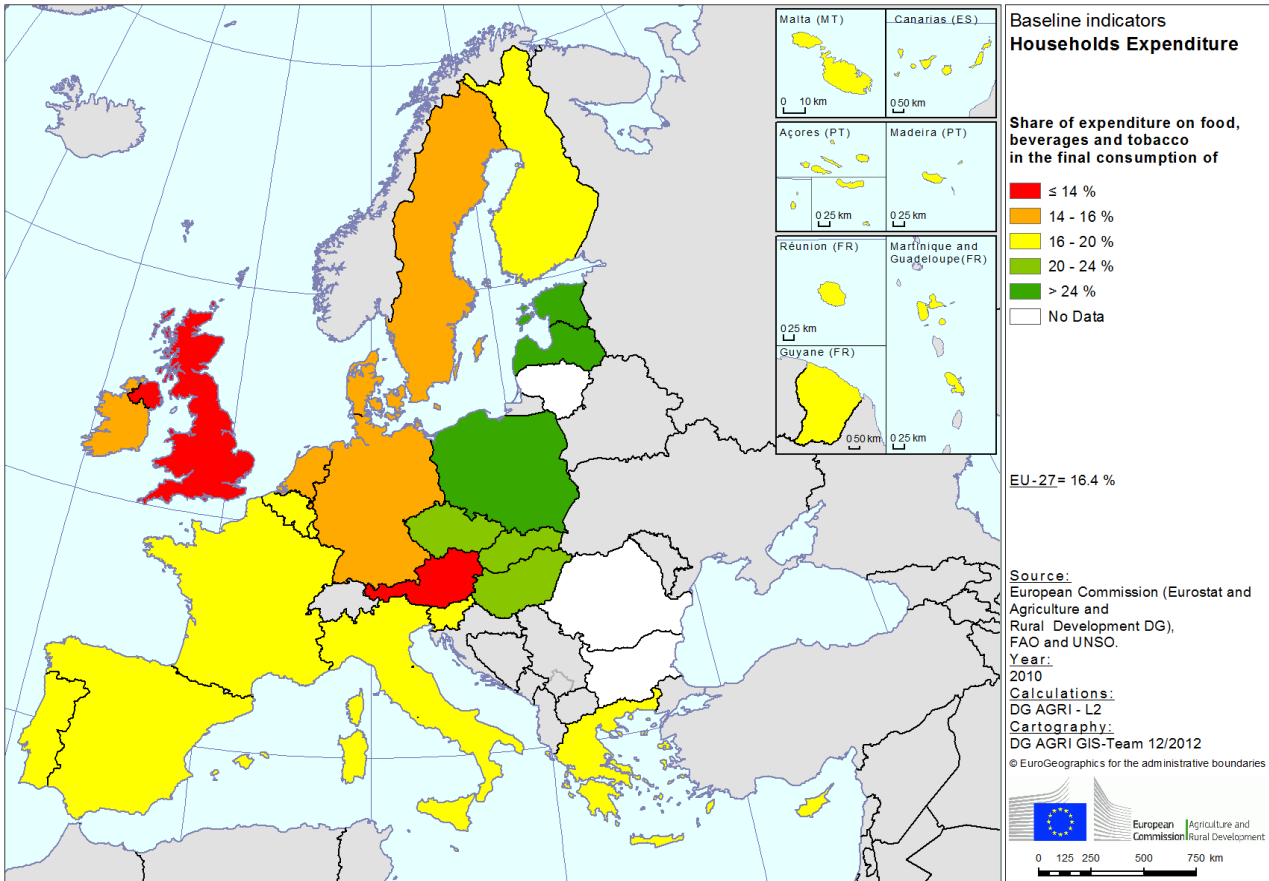 Malta (MT)
0 10 km
Canarias (ES)
0 50 km
Açores (PT)
0 25 km
Madeira (PT)
0 25 km
Réunion (FR)
0 25 km
Martinique and
Guadeloupe(FR)
0 25 km
Guyane (FR)
0 50 km
Baseline indicators
Households Expenditure
Share of expenditure on food,
beverages and tobacco
in the final consumption of
≤ 14 %
14 - 16 %
16 - 20 %
20 - 24 %
> 24 %
No Data
EU-27= 16.4 %
Source:
European Commission (Eurostat and
Agriculture and
Rural Development DG),
FAO and UNSO.
Year:
2010
Calculations:
DG AGRI - L2
Cartography:
DG AGRI GIS-Team 12/2012
© EuroGeographics for the administrative boundaries
European
Commission
Agriculture and
Rural Development
0 125 250 500 750 km